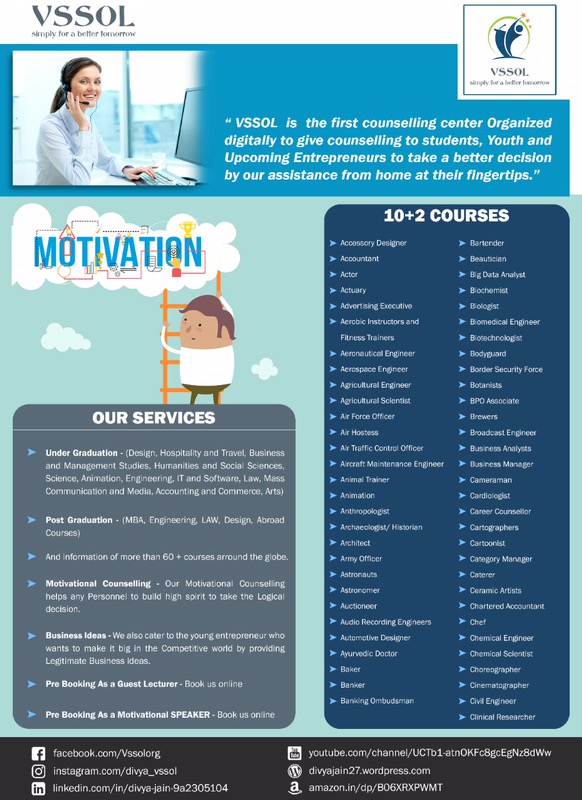 VSSOL
simply for a better tomorrow
VSSOL
simply for a better tomorrow
“ VSSOL is the first counselling center Organized
digitally to give counselling to students, Youth and
Upcoming Entrepreneurs to take a better decision
by our assistance from home at their fingertips.”
MOTIVATION
OUR SERVICES
Under Graduation - (Design, Hospitality and Travel, Business
and Management Studies, Humanities and Social Sciences,
Science, Animation, Engineering, IT and Software, Law, Mass
Communication and Media, Accounting and Commerce, Arts)
Post Graduation - (MBA, Engineering, LAW, Design, Abroad
Courses)
And information of more than 60 + courses arround the globe.
Motivational Counselling - Our Motivational Counselling
helps any Personnel to build high spirit to take the Logical
decision.
Business Ideas - We also cater to the young entrepreneur who
wants to make it big in the Competitive world by providing
Legitimate Business Ideas.
Pre Booking As a Guest Lecturer - Book us online
Pre Booking As a Motivational SPEAKER - Book us online
10+2 COURSES
Accessory Designer
Accountant
Actor
Actuary
Advertising Executive
Aerobic Instructors and
Fitness Trainers
Aeronautical Engineer
Aerospace Engineer
Agricultural Engineer
Agricultural Scientist
Air Force Officer
Air Hostess
Air Traffic Control Officer
Aircraft Maintenance Engineer
Animal Trainer
Animation
Anthropologist
Archaeologist/ Historian
Architect
Army Officer
Astronauts
Astronomer
Auctioneer
Audio Recording Engineers
Automotive Designer
Ayurvedic Doctor
Baker
Banker
Banking Ombudsman
Bartender
Beautician
Big Data Analyst
Biochemist
Biologist
Biomedical Engineer
Biotechnologist
Bodyguard
Border Security Force
Botanists
BPO Associate
Brewers
Broadcast Engineer
Business Analysts
Business Manager
Cameraman
Cardiologist
Career Counsellor
Cartographers
Cartoonist
Category Manager
Caterer
Ceramic Artists
Chartered Accountant
Chef
Chemical Engineer
Chemical Scientist
Choreographer
Cinematographer
Civil Engineer
Clinical Researcher
facebook.com/Vssolorg
instagram.com/divya_vssol
linkedin.com/in/divya-jain-9a2305104
youtube.com/channel/UCTb1-atnOKFc8gcEgNz8dWw
divyajain27.wordpress.com
amazon.in/dp/B06XRXPWMT